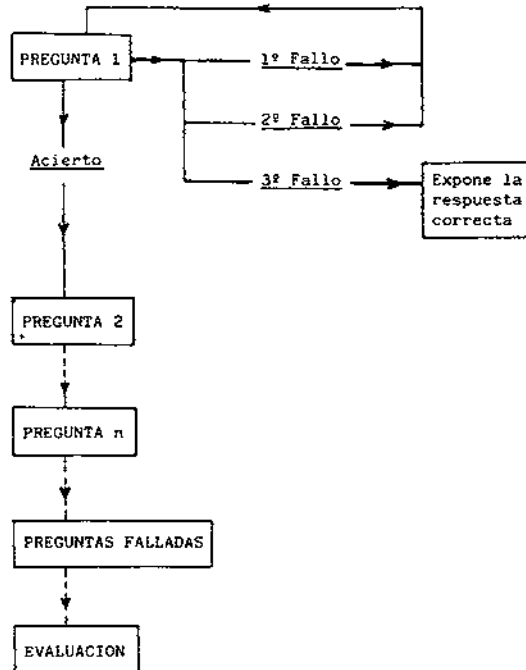 PREGUNTA 1
1º Fallo
2º Fallo
Acierto
3º Fallo
Expone la
respuesta
correcta
PREGUNTA 2
PREGUNTA n
PREGUNTAS FALLADAS
EVALUACION